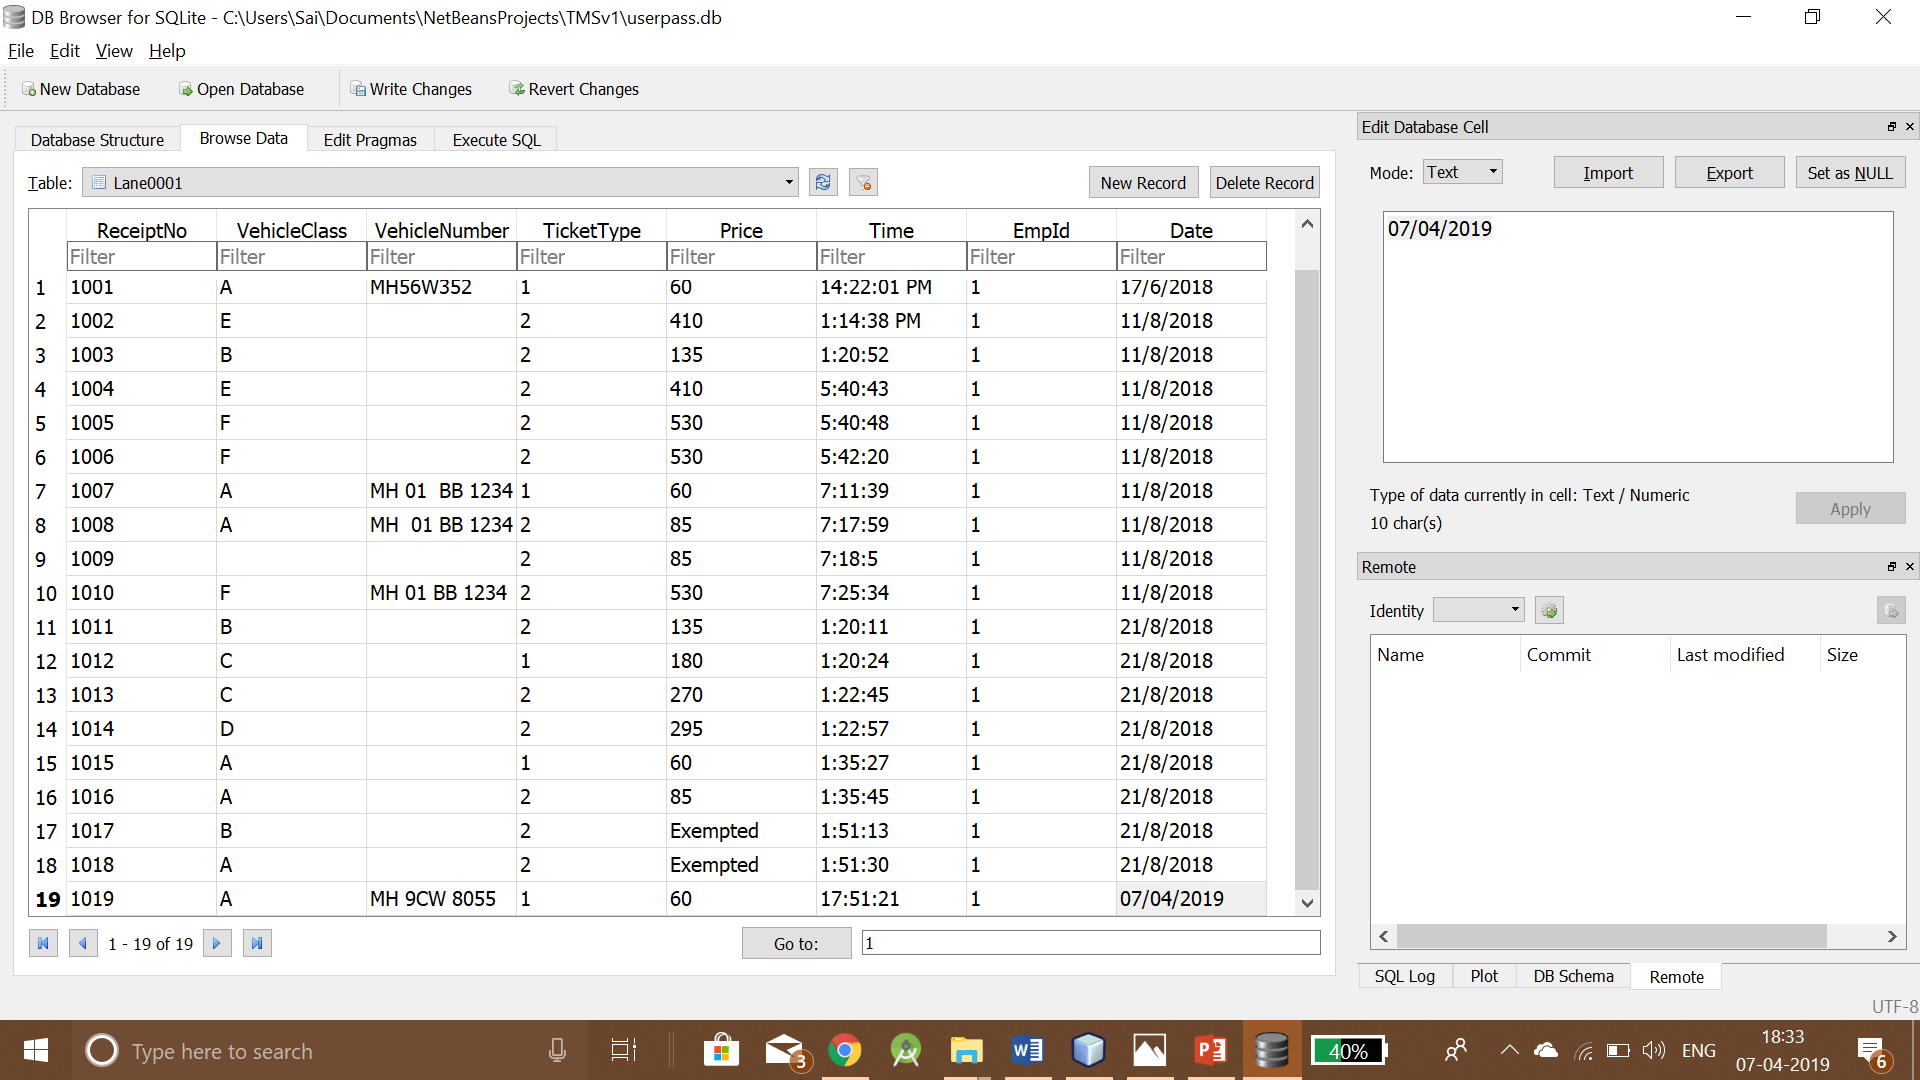 DB Browser for SQLite - C:\Users\Sai\Documents\NetBeansProjects\TMSv1\userpass.db
File Edit View Help
New Database Open Database Write Changes Revert Changes
Database Structure Browse Data Edit Pragmas Execute SQL
Table: Lane0001 New Record Delete Record
ReceiptNo VehicleClass VehicleNumber TicketType Price Time EmpId Date
Filter Filter Filter Filter Filter Filter Filter Filter
1 1001 A MH56W352 1 60 14:22:01 PM 1 17/6/2018
2 1002 E 2 410 1:14:38 PM 1 11/8/2018
3 1003 B 2 135 1:20:52 1 11/8/2018
4 1004 E 2 410 5:40:43 1 11/8/2018
5 1005 F 2 530 5:40:48 1 11/8/2018
6 1006 F 2 530 5:42:20 1 11/8/2018
7 1007 A MH 01  BB 1234 1 60 7:11:39 1 11/8/2018
8 1008 A MH  01 BB 1234 2 85 7:17:59 1 11/8/2018
9 1009 2 85 7:18:5 1 11/8/2018
10 1010 F MH 01 BB 1234 2 530 7:25:34 1 11/8/2018
11 1011 B 2 135 1:20:11 1 21/8/2018
12 1012 C 1 180 1:20:24 1 21/8/2018
13 1013 C 2 270 1:22:45 1 21/8/2018
14 1014 D 2 295 1:22:57 1 21/8/2018
15 1015 A 1 60 1:35:27 1 21/8/2018
16 1016 A 2 85 1:35:45 1 21/8/2018
17 1017 B 2 Exempted 1:51:13 1 21/8/2018
18 1018 A 2 Exempted 1:51:30 1 21/8/2018
19 1019 A MH 9CW 8055 1 60 17:51:21 1 07/04/2019
1 - 19 of 19 Go to: 1
Edit Database Cell
Mode: Text Import Export Set as NULL
07/04/2019
Type of data currently in cell: Text / Numeric
10 char(s)
Apply
Remote
Identity
Name Commit Last modified Size
SQL Log Plot DB Schema Remote
UTF-8
Type here to search 3 40% ENG 18:33
07-04-2019 6